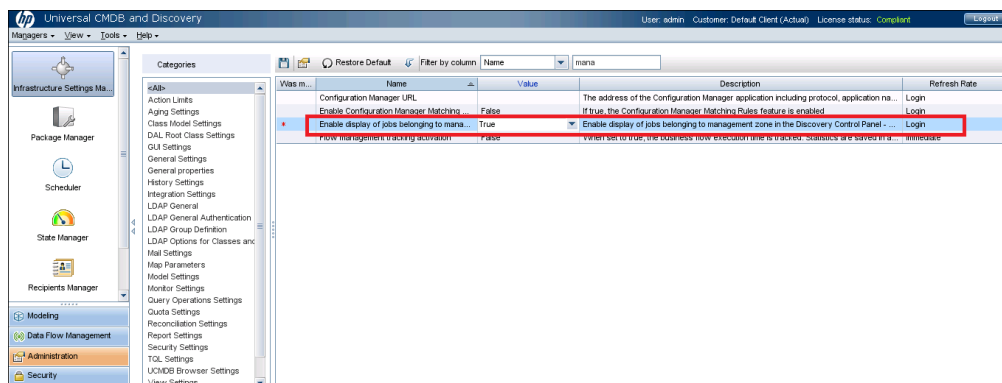 hp Universal CMDB and Discovery
User: admin Customer: Default Client (Actual) License status: Compliant Logout
Managers View Tools Help
Infrastructure Settings Ma...
Package Manager
Scheduler
State Manager
Recipients Manager
Modeling
Data Flow Management
Administration
Security
Categories
<All>
Action Limits
Aging Settings
Class Model Settings
DAL Root Class Settings
GUI Settings
General Settings
General properties
History Settings
Integration Settings
LDAP General
LDAP General Authentication
LDAP Group Definition
LDAP Options for Classes and
Mail Settings
Map Parameters
Model Settings
Monitor Settings
Query Operations Settings
Quota Settings
Reconciliation Settings
Report Settings
Security Settings
TQL Settings
UCMDB Browser Settings
View Settings
Restore Default Filter by column Name mana
Was m... Name Value Description Refresh Rate
Configuration Manager URL The address of the Configuration Manager application including protocol, application na... Login
Enable Configuration Manager Matching ... False If true, the Configuration Manager Matching Rules feature is enabled Login
* Enable display of jobs belonging to mana... True Enable display of jobs belonging to management zone in the Discovery Control Panel - ... Login
Flow management tracking activation False When set to true, the business flow execution time is tracked. Statistics are saved in a... Immediate